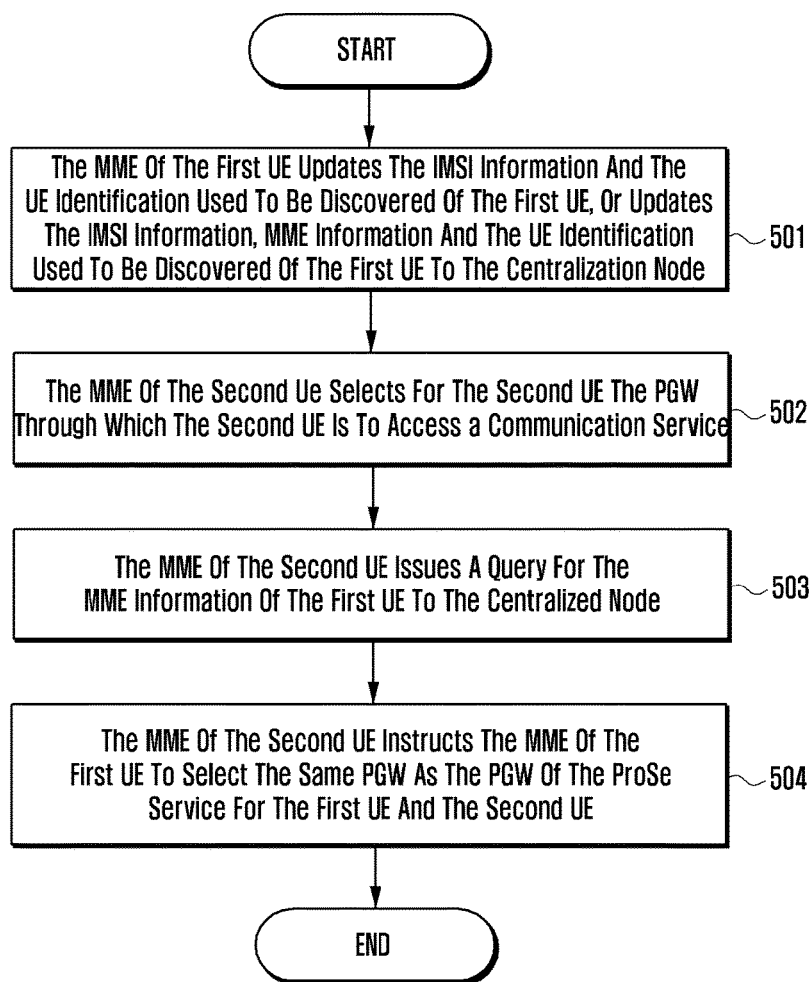 START
The MME Of The First UE Updates The IMSI Information And The
UE Identification Used To Be Discovered Of The First UE, Or Updates
The IMSI Information, MME Information And The UE Identification
Used To Be Discovered Of The First UE To The Centralization Node
501
The MME Of The Second Ue Selects For The Second UE The PGW
Through Which The Second UE Is To Access a Communication Service
502
The MME Of The Second UE Issues A Query For The
MME Information Of The First UE To The Centralized Node
503
The MME Of The Second UE Instructs The MME Of The
First UE To Select The Same PGW As The PGW Of The ProSe
Service For The First UE And The Second UE
504
END